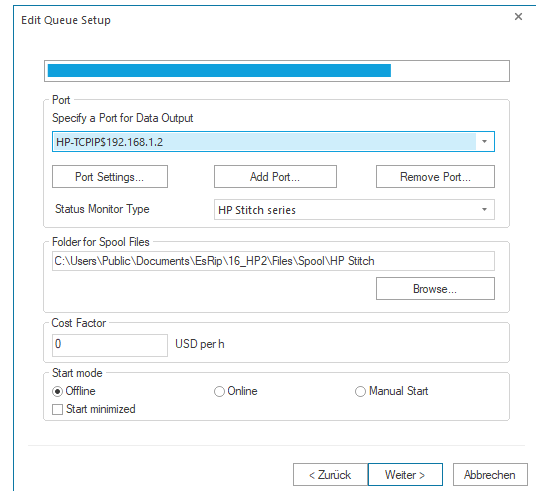 Edit Queue Setup
Port
Specify a Port for Data Output
HP-TCPIP$192.168.1.2
Port Settings...
Add Port...
Remove Port...
Status Monitor Type
HP Stitch series
Folder for Spool Files
C:\Users\Public\Documents\EsRip\16_HP2\Files\Spool\HP Stitch
Browse...
Cost Factor
0
USD per h
Start mode
Offline
Online
Manual Start
Start minimized
< Zurück
Weiter >
Abbrechen